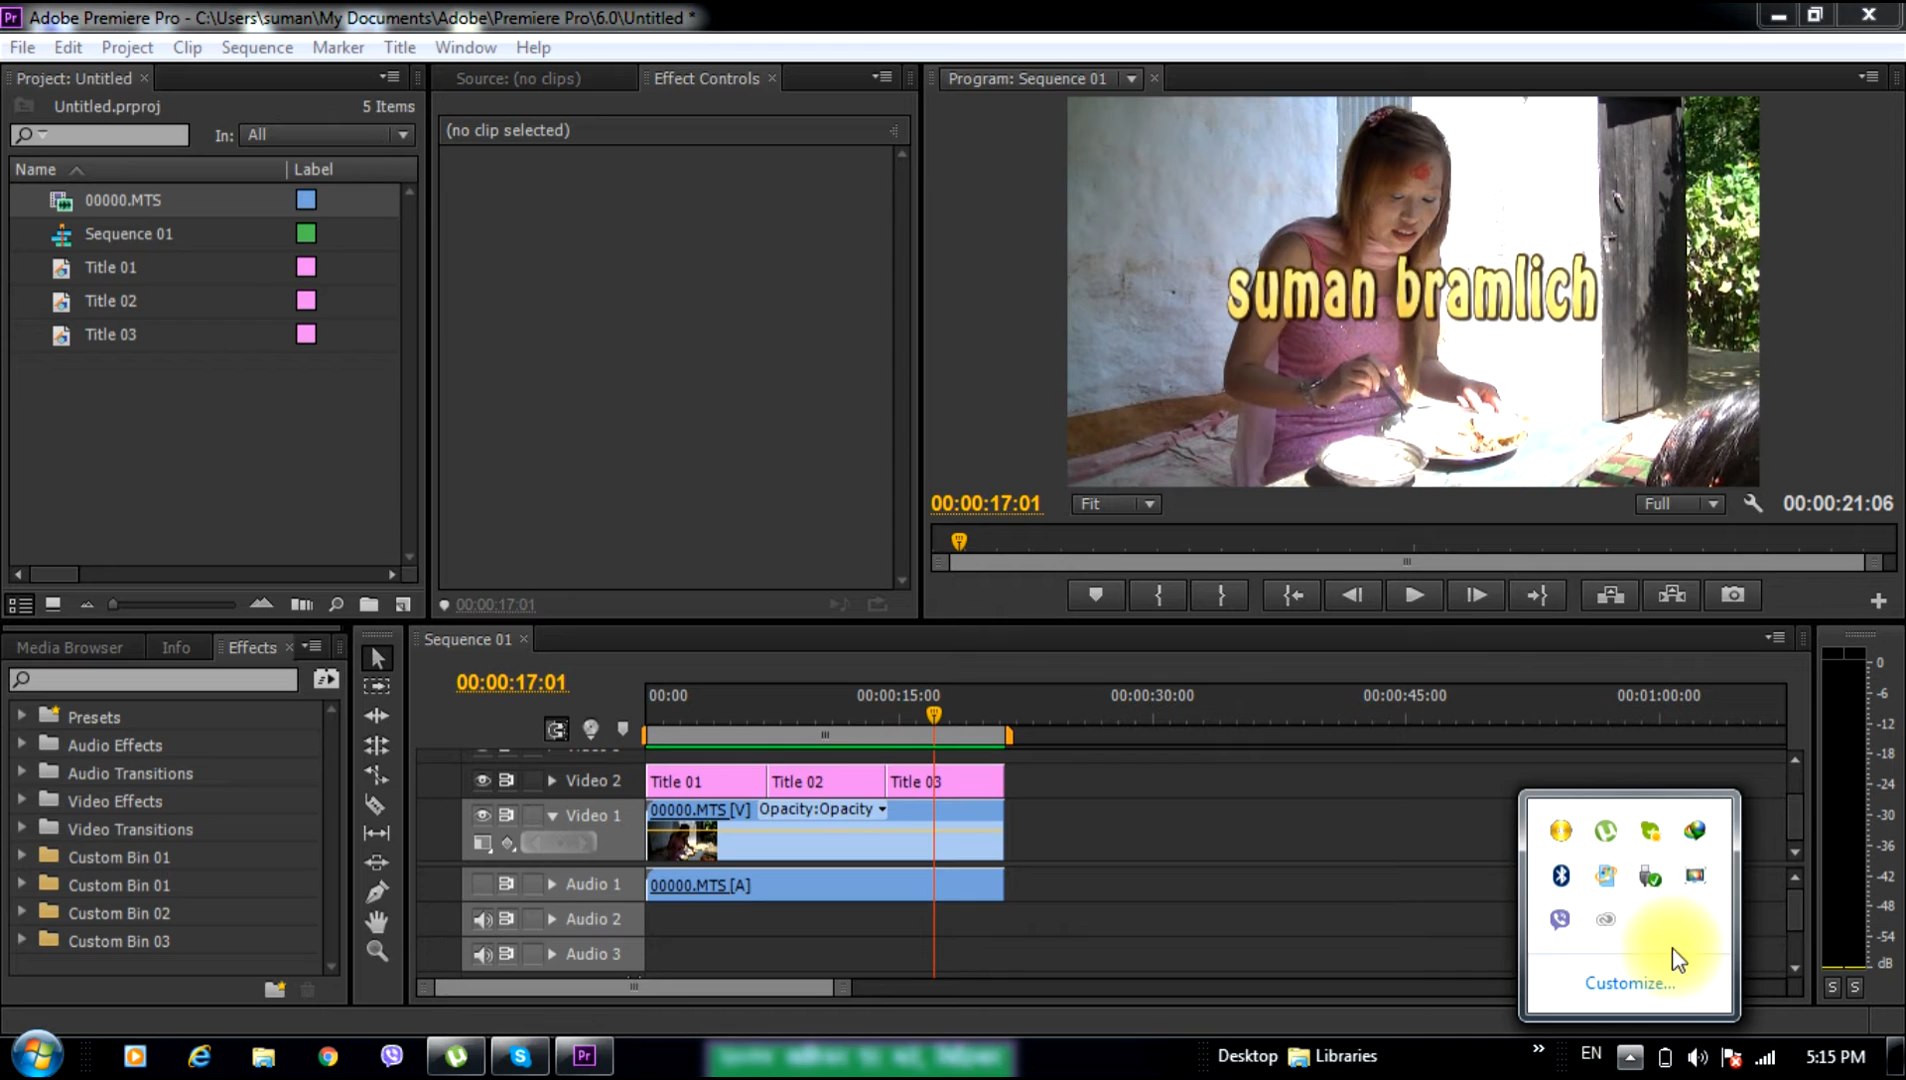 Adobe Premiere Pro - C:\Users\suman\My Documents\Adobe\Premiere Pro\6.0\Untitled *
File Edit Project Clip Sequence Marker Title Window Help
Project: Untitled
Untitled.prproj 5 Items
In: All
Name Label
00000.MTS
Sequence 01
Title 01
Title 02
Title 03
Source: (no clips) Effect Controls
(no clip selected)
00:00:17:01
Program: Sequence 01
suman bramlich
00:00:17:01 Fit Full 00:00:21:06
Media Browser Info Effects
Presets
Audio Effects
Audio Transitions
Video Effects
Video Transitions
Custom Bin 01
Custom Bin 01
Custom Bin 02
Custom Bin 03
Sequence 01
00:00:17:01
00:00 00:00:15:00 00:00:30:00 00:00:45:00 00:01:00:00
Video 2 Title 01 Title 02 Title 03
Video 1 00000.MTS [V] Opacity:Opacity
Audio 1 00000.MTS [A]
Audio 2
Audio 3
0
-6
-12
-18
-24
-30
-36
-42
-48
-54
dB
S S
Customize...
Desktop Libraries EN 5:15 PM